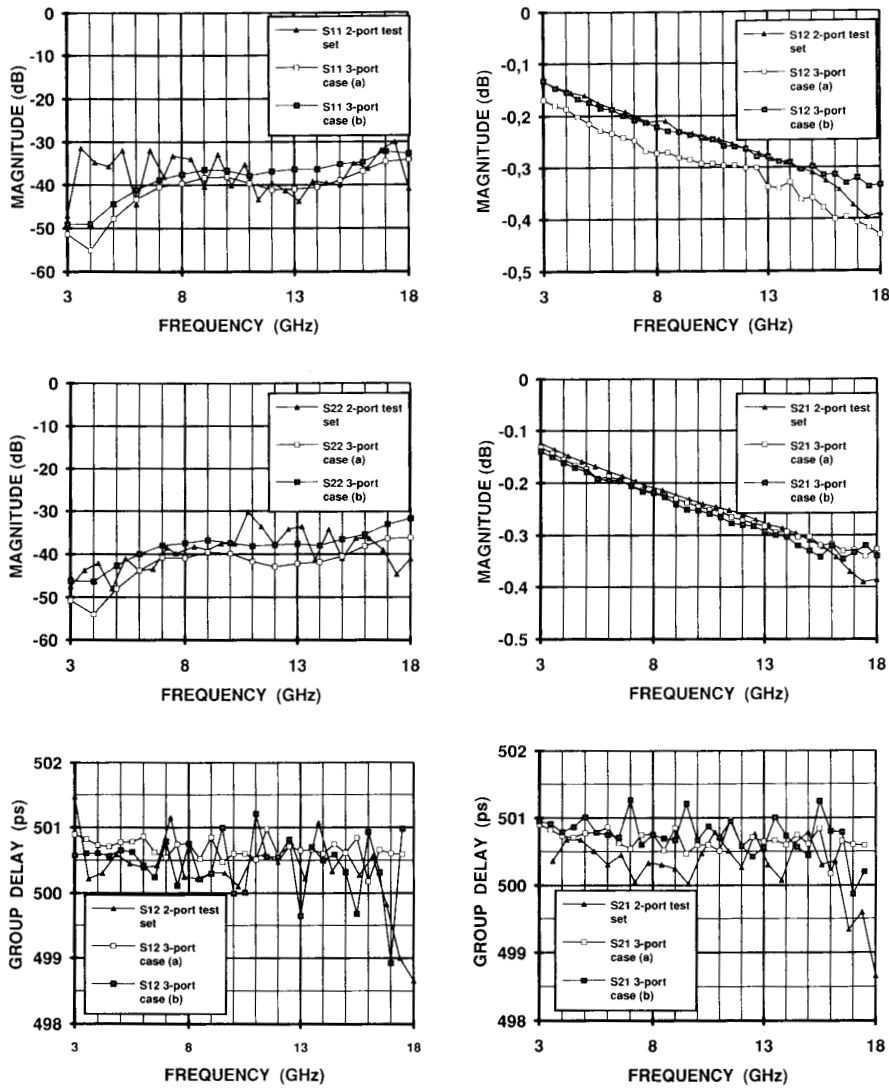 0
-10
-20
-30
-40
-50
-60
MAGNITUDE (dB)
S11 2-port test
set
S11 3-port
case (a)
S11 3-port
case (b)
3
8
13
18
FREQUENCY (GHz)
0
-0,1
-0,2
-0,3
-0,4
-0,5
MAGNITUDE (dB)
S12 2-port test
set
S12 3-port
case (a)
S12 3-port
case (b)
3
8
13
18
FREQUENCY (GHz)
0
-10
-20
-30
-40
-50
-60
MAGNITUDE (dB)
S22 2-port test
set
S22 3-port
case (a)
S22 3-port
case (b)
3
8
13
18
FREQUENCY (GHz)
0
-0.1
-0.2
-0.3
-0.4
-0.5
MAGNITUDE (dB)
S21 2-port test
set
S21 3-port
case (a)
S21 3-port
case (b)
3
8
13
18
FREQUENCY (GHz)
502
501
500
499
498
GROUP DELAY (ps)
S12 2-port test
set
S12 3-port
case (a)
S12 3-port
case (b)
3
8
13
18
FREQUENCY (GHz)
502
501
500
499
498
GROUP DELAY (ps)
S21 2-port test
set
S21 3-port
case (a)
S21 3-port
case (b)
3
8
13
18
FREQUENCY (GHz)